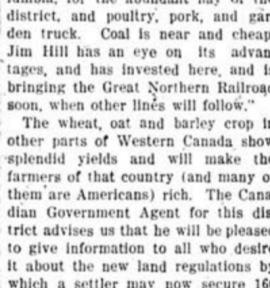 district, and poultry, pork, and gar
den truck. Coal is near and cheap
Jim Hill has an eye on its advan
tages, and has invested here, and i
bringing the Great Northern Railroad
soon, when other lines will follow."
The wheat, oat and barley crop i
other parts of Western Canada show
splendid yields and will make th
farmers of that country (and many o
them are Americans) rich. The Cana
dian Government Agent for this dis
trict advises us that he will be please
to give information to all who desire
it about the new land regulations by
which a settler may now secure 16